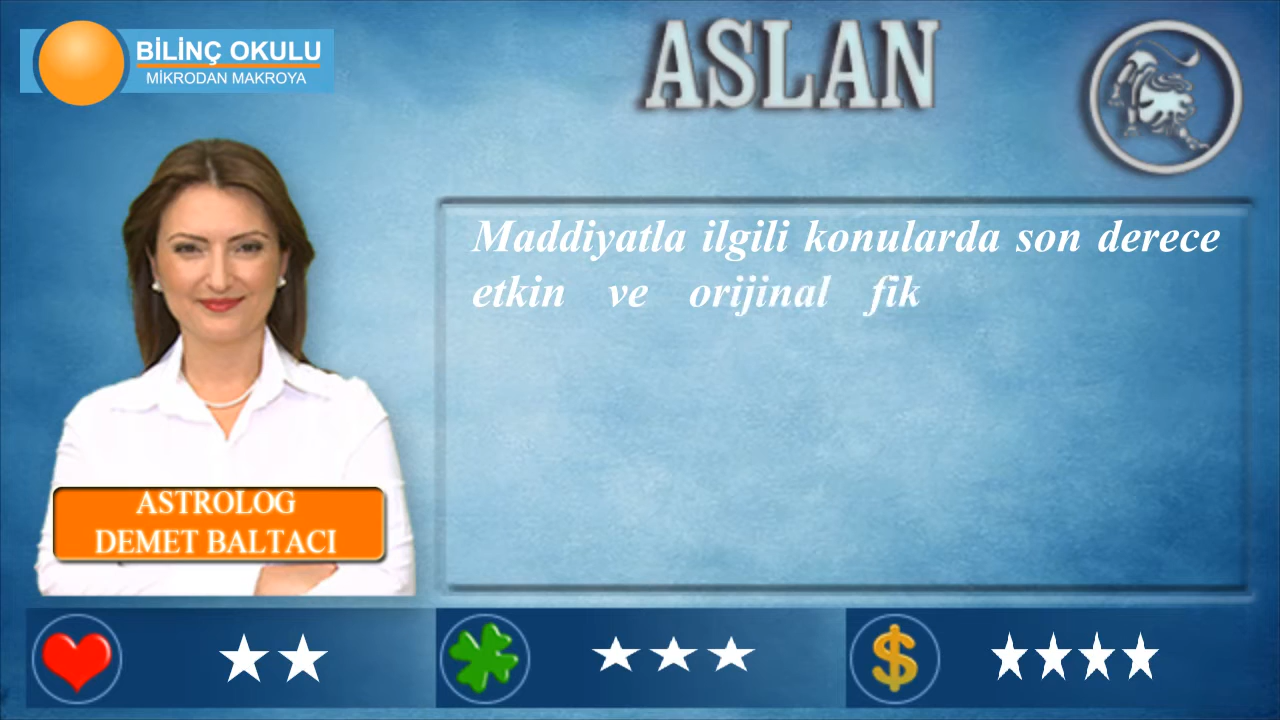 BİLİNÇ OKULU
MİKRODAN MAKROYA
ASLAN
Maddiyatla ilgili konularda son derece
etkin ve orijinal fik
ASTROLOG
DEMET BALTACI